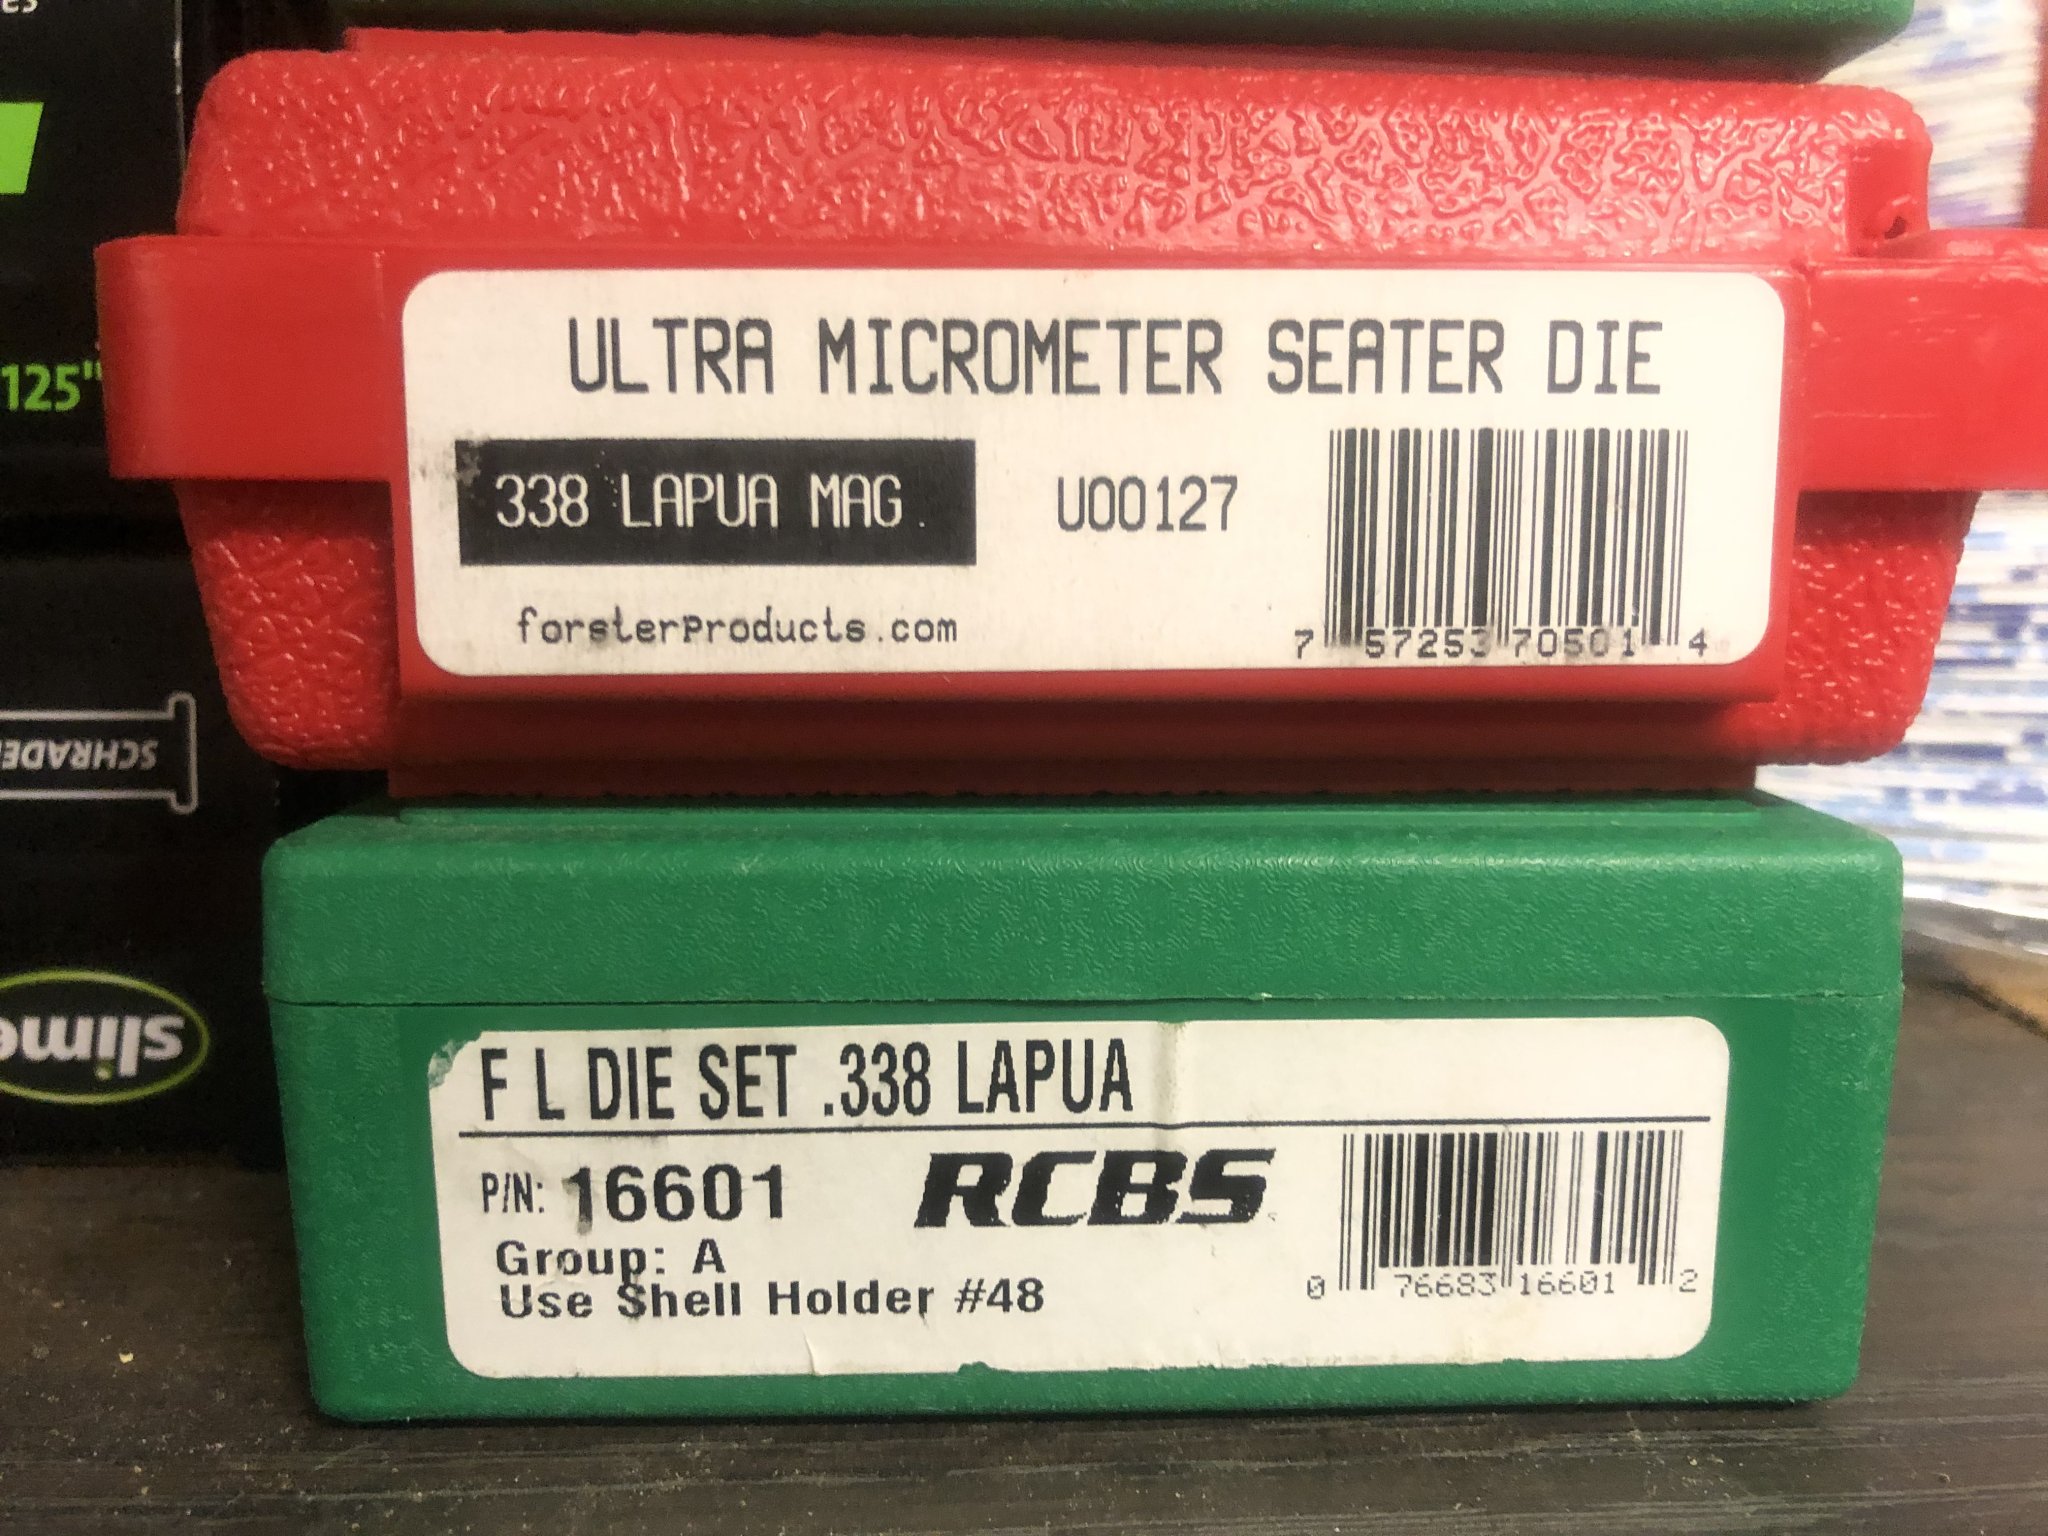 ULTRA MICROMETER SEATER DIE
338 LAPUA MAG.
U00127
forsterProducts.com
7 57253 70501 4
125"
SCHRADE
slime
F L DIE SET .338 LAPUA
P/N: 16601
RCBS
Group: A
Use Shell Holder #48
0 76683 16601 2